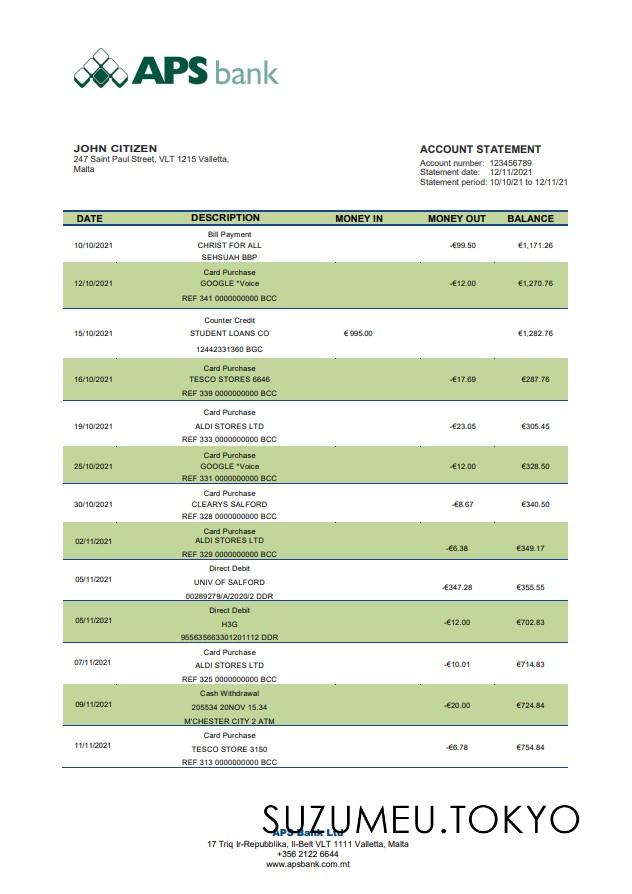 APS bank
JOHN CITIZEN
247 Saint Paul Street, VLT 1215 Valletta,
Malta
ACCOUNT STATEMENT
Account number: 123456789
Statement date: 12/11/2021
Statement period: 10/10/21 to 12/11/21
DATE DESCRIPTION MONEY IN MONEY OUT BALANCE
Bill Payment
10/10/2021 CHRIST FOR ALL -€99.50 €1,171.26
SEHSUAH BBP
Card Purchase
12/10/2021 GOOGLE *Voice -€12.00 €1,270.76
REF 341 0000000000 BCC
Counter Credit
15/10/2021 STUDENT LOANS CO € 995.00 €1,282.76
12442331360 BGC
Card Purchase
16/10/2021 TESCO STORES 6646 -€17.69 €287.76
REF 339 0000000000 BCC
Card Purchase
19/10/2021 ALDI STORES LTD -€23.05 €305.45
REF 333 0000000000 BCC
Card Purchase
25/10/2021 GOOGLE *Voice -€12.00 €328.50
REF 331 0000000000 BCC
Card Purchase
30/10/2021 CLEARYS SALFORD -€8.67 €340.50
REF 328 0000000000 BCC
Card Purchase
02/11/2021 ALDI STORES LTD -€6.38 €349.17
REF 329 0000000000 BCC
Direct Debit
05/11/2021 UNIV OF SALFORD -€347.28 €355.55
00289279/A/2020/2 DDR
Direct Debit
05/11/2021 H3G -€12.00 €702.83
955635663301201112 DDR
Card Purchase
07/11/2021 ALDI STORES LTD -€10.01 €714.83
REF 325 0000000000 BCC
Cash Withdrawal
09/11/2021 205534 20NOV 15.34 -€20.00 €724.84
M'CHESTER CITY 2 ATM
Card Purchase
11/11/2021 TESCO STORE 3150 -€6.78 €754.84
REF 313 0000000000 BCC
SUZUMEU.TOKYO
APS Bank Ltd
17 Triq Ir-Repubblika, Il-Belt VLT 1111 Valletta, Malta
+356 2122 6644
www.apsbank.com.mt